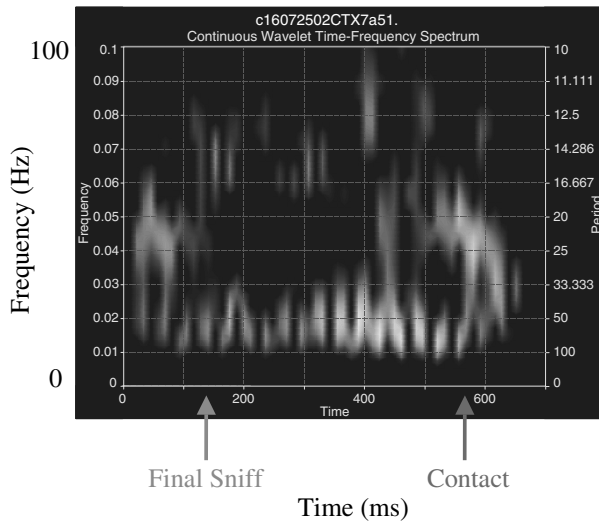 c16072502CTX7a51.
Continuous Wavelet Time-Frequency Spectrum
100
0
Frequency (Hz)
Frequency
0.1
0.09
0.08
0.07
0.06
0.05
0.04
0.03
0.02
0.01
0
10
11.111
12.5
14.286
16.667
20
25
33.333
50
100
0
Period
0 200 400 600
Time
Final Sniff Contact
Time (ms)